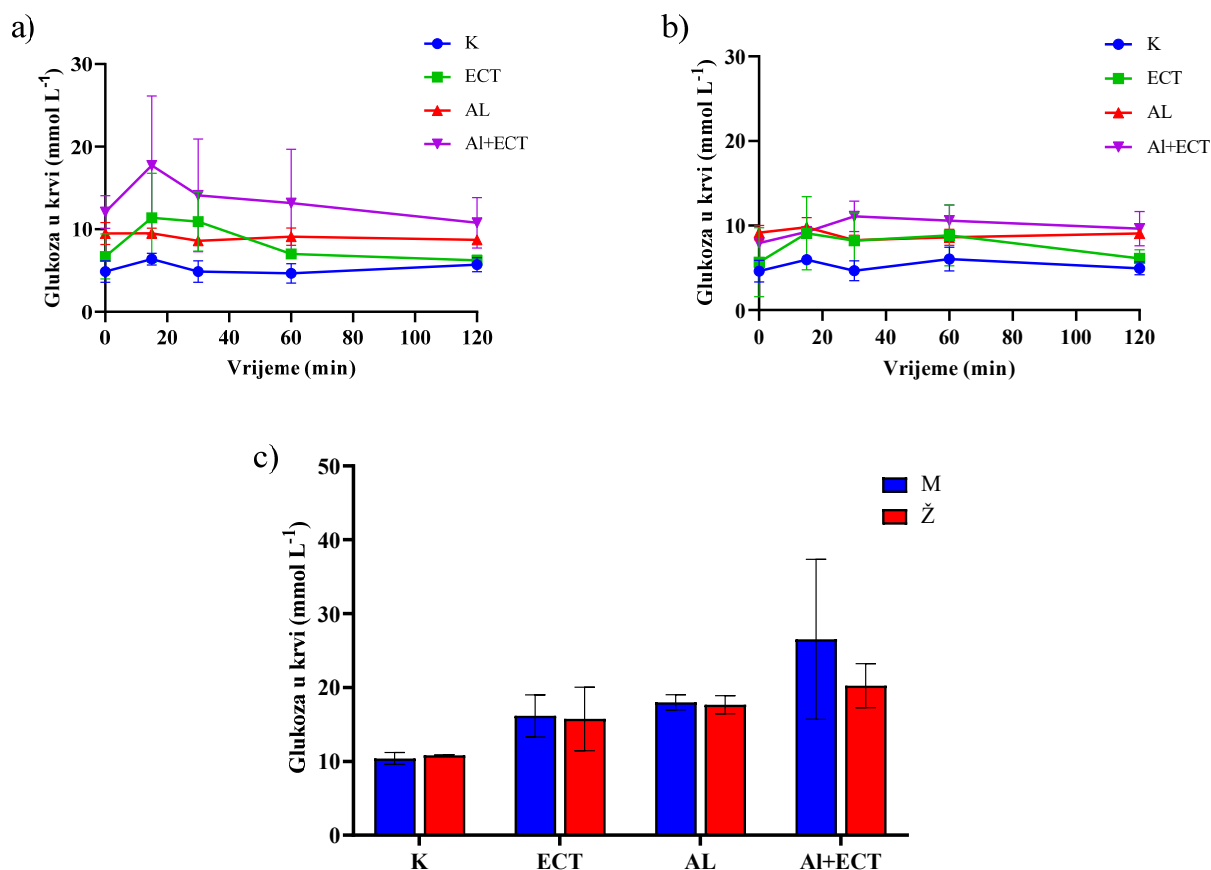 a)
K
ECT
AL
Al+ECT
Glukoza u krvi (mmol L⁻¹)
30
20
10
0
0 20 40 60 80 100 120
Vrijeme (min)
b)
K
ECT
AL
Al+ECT
Glukoza u krvi (mmol L⁻¹)
30
20
10
0
0 20 40 60 80 100 120
Vrijeme (min)
c)
M
Ž
Glukoza u krvi (mmol L⁻¹)
50
40
30
20
10
0
K ECT AL Al+ECT